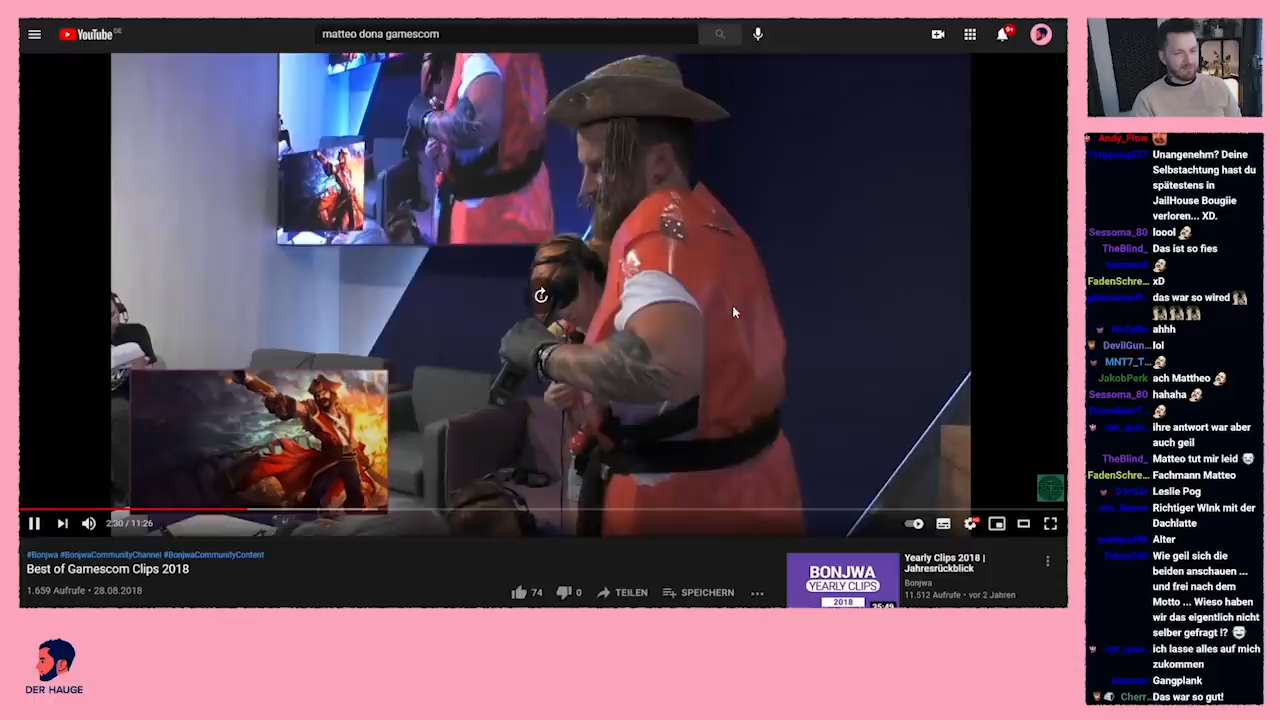 YouTube DE
matteo dona gamescom
9+
2:30 / 11:26
#Bonjwa #BonjwaCommunityChannel #BonjwaCommunityContent
Best of Gamescom Clips 2018
1.659 Aufrufe • 28.08.2018
74
0
TEILEN
SPEICHERN
BONJWA
YEARLY CLIPS
2018
35:49
Yearly Clips 2018 |
Jahresrückblick
Bonjwa
11.512 Aufrufe • vor 2 Jahren
DER HAUGE
Andy_Flow
Unangenehm? Deine
Selbstachtung hast du
spätestens in
JailHouse Bougiie
verloren... XD.
Sessoma_80 loool
TheBlind_ Das ist so fies
FadenSchre... xD
das war so wired
ahhh
DevilGun... lol
MNT7_T...
JakobPerk ach Mattheo
Sessoma_80 hahaha
ihre antwort war aber
auch geil
TheBlind_ Matteo tut mir leid
FadenSchre... Fachmann Matteo
Leslie Pog
Richtiger WInk mit der
Dachlatte
Alter
Wie geil sich die
beiden anschauen ...
und frei nach dem
Motto ... Wieso haben
wir das eigentlich nicht
selber gefragt !?
ich lasse alles auf mich
zukommen
Gangplank
Cherr... Das war so gut!